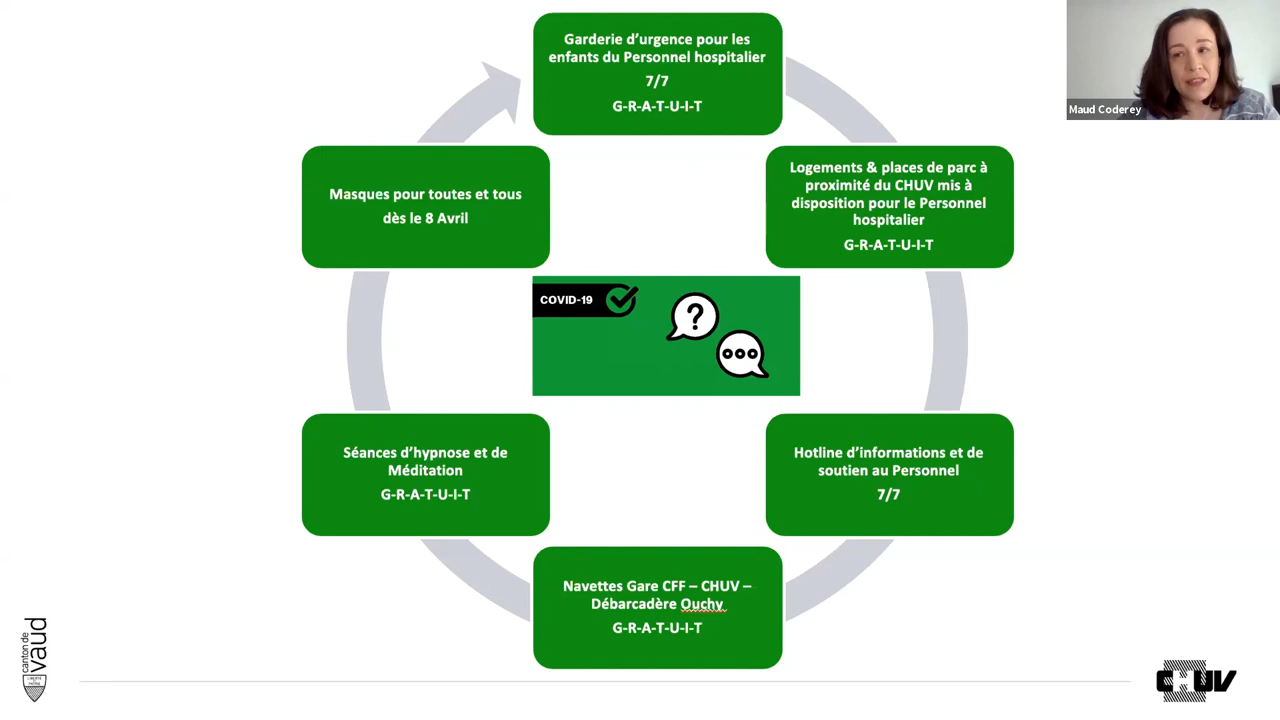 Garderie d'urgence pour les
enfants du Personnel hospitalier
7/7
G-R-A-T-U-I-T
Maud Coderey
Logements & places de parc à
proximité du CHUV mis à
disposition pour le Personnel
hospitalier
G-R-A-T-U-I-T
Masques pour toutes et tous
dès le 8 Avril
COVID-19
?
Hotline d'informations et de
soutien au Personnel
7/7
Séances d'hypnose et de
Méditation
G-R-A-T-U-I-T
Navettes Gare CFF – CHUV –
Débarcadère Ouchy
G-R-A-T-U-I-T
canton de
vaud
CHUV